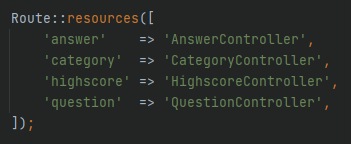 Route::resources([
    'answer'    => 'AnswerController',
    'category'  => 'CategoryController',
    'highscore' => 'HighscoreController',
    'question'  => 'QuestionController',
]);